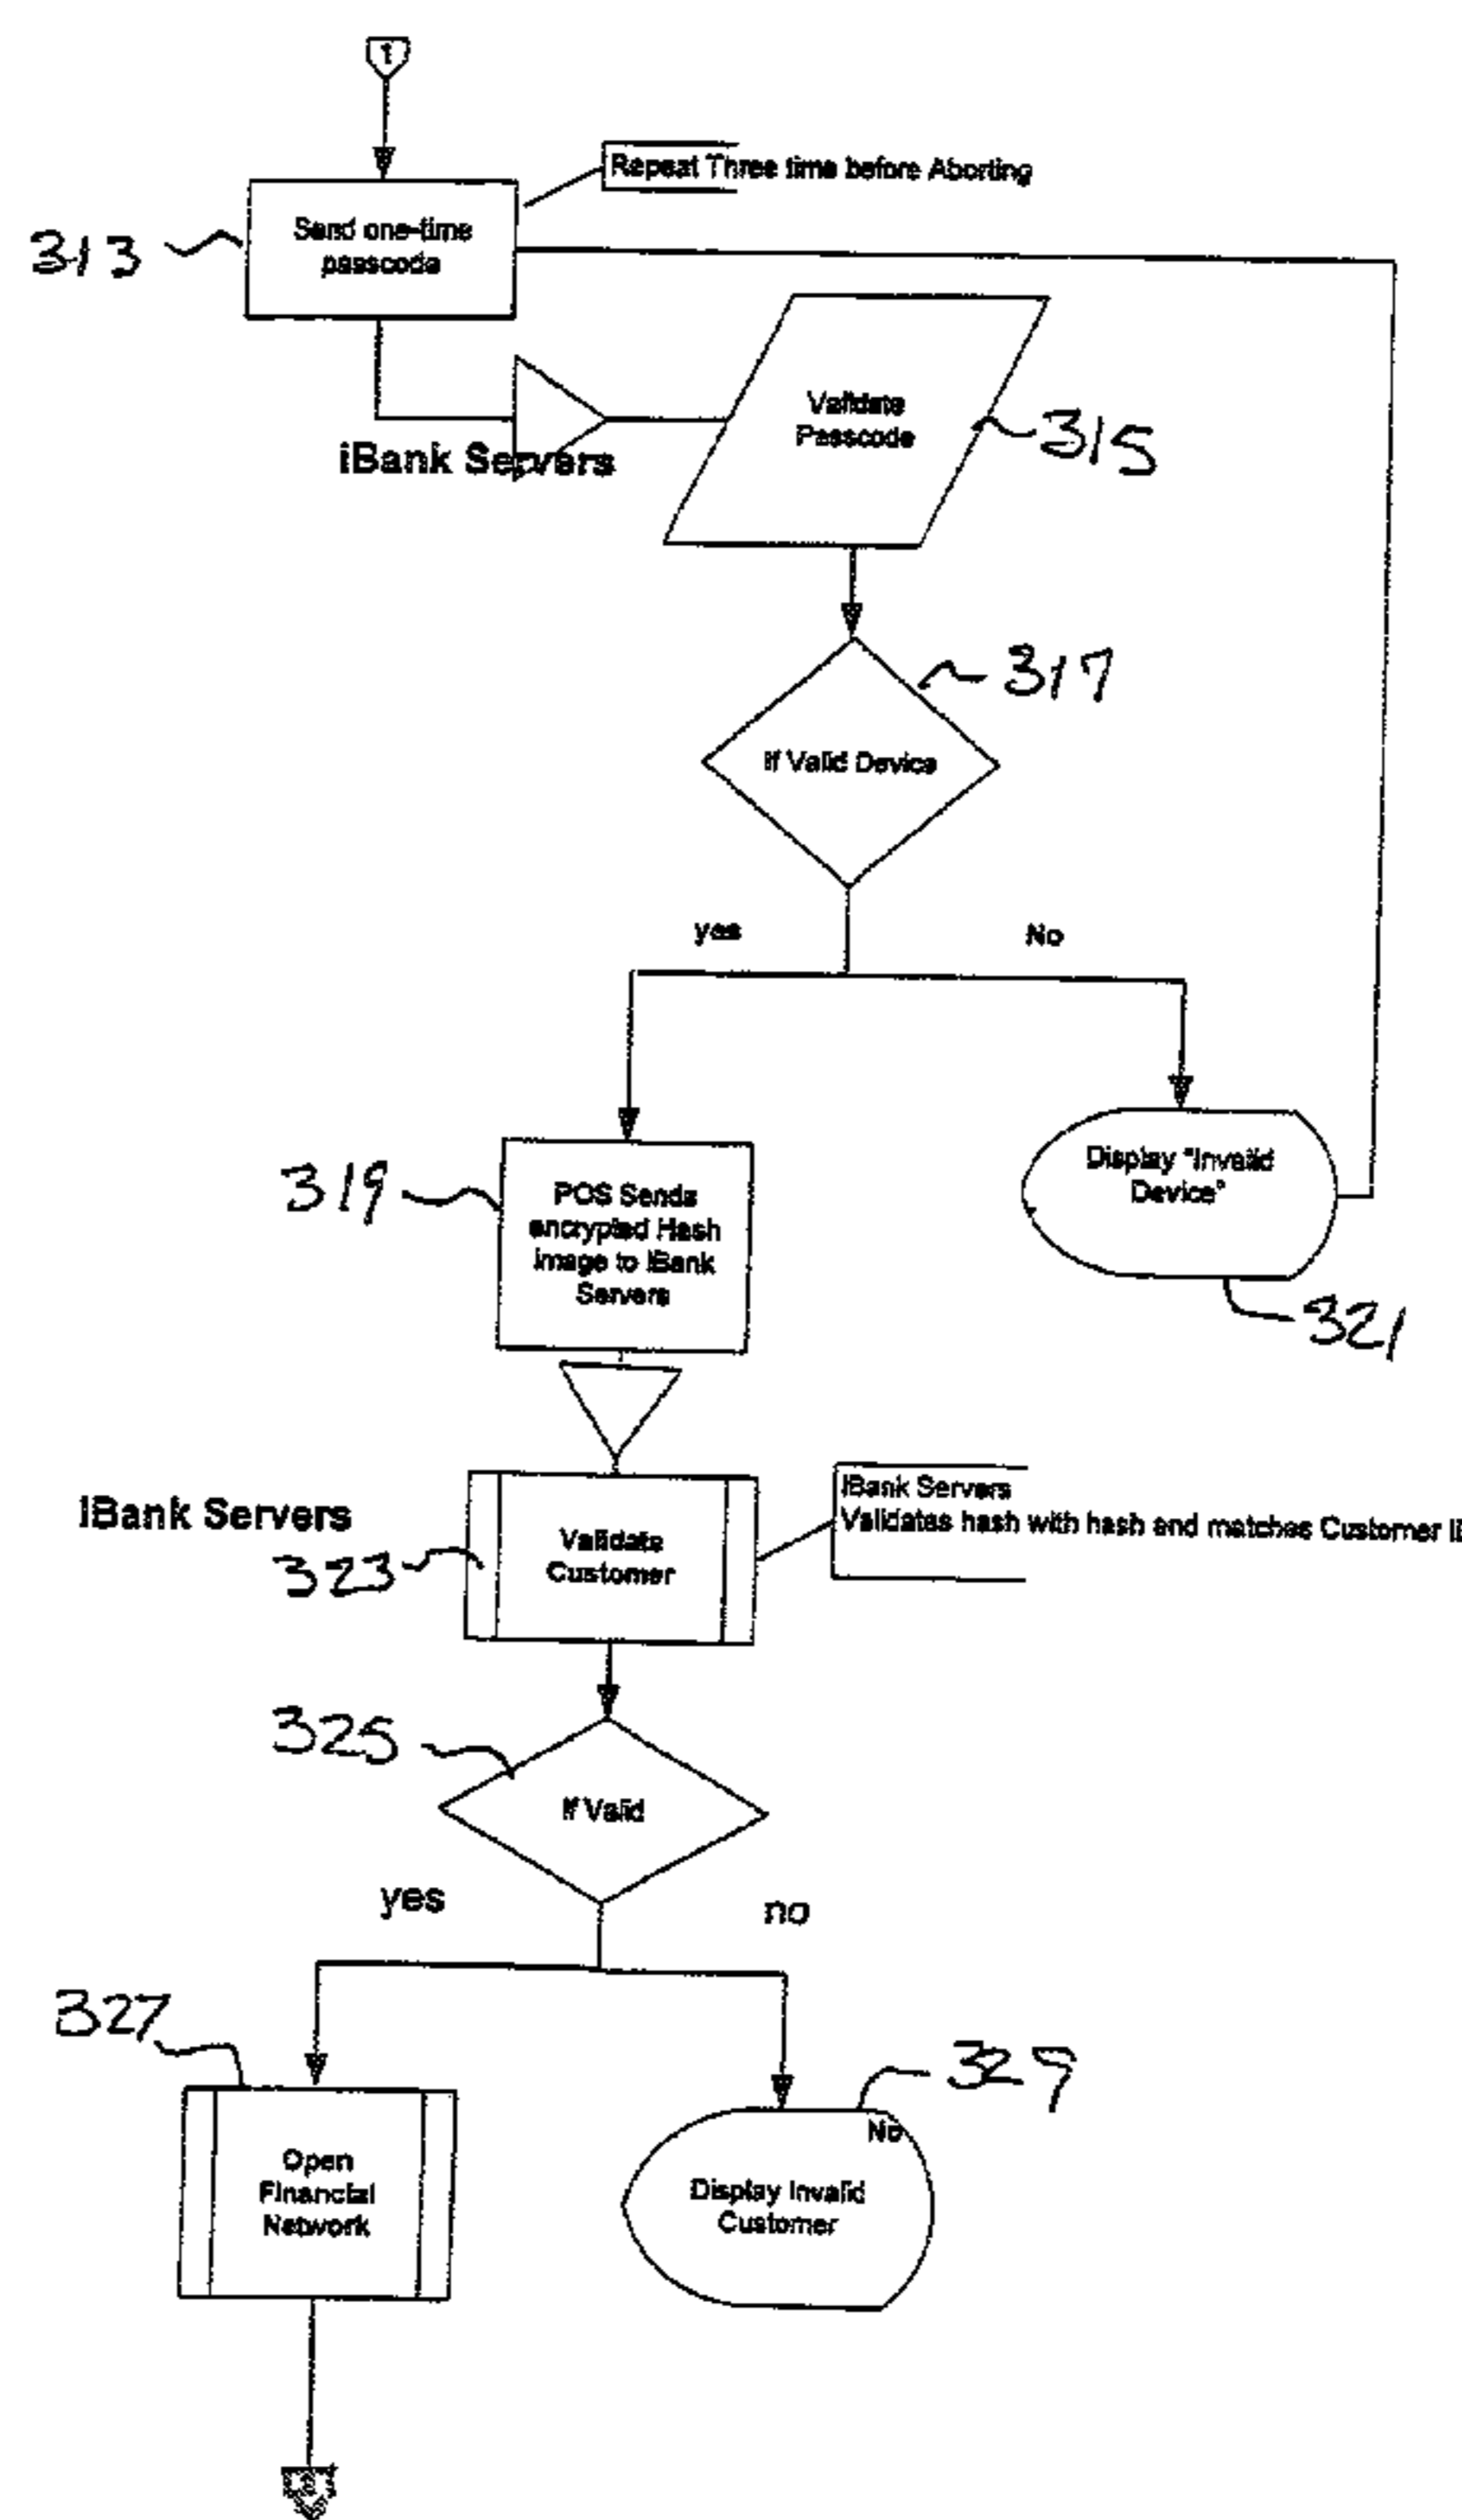 1
Repeat Three time before Aborting
Send one-time
passcode
313
Validate
Passcode
315
iBank Servers
317
If Valid Device
yes
No
319
POS Sends
encrypted Hash
image to iBank
Servers
Display "Invalid
Device"
321
iBank Servers
323
Validate
Customer
iBank Servers
Validates hash with hash and matches Customer
325
If Valid
yes
no
327
329
No
Open
Financial
Network
Display Invalid
Customer